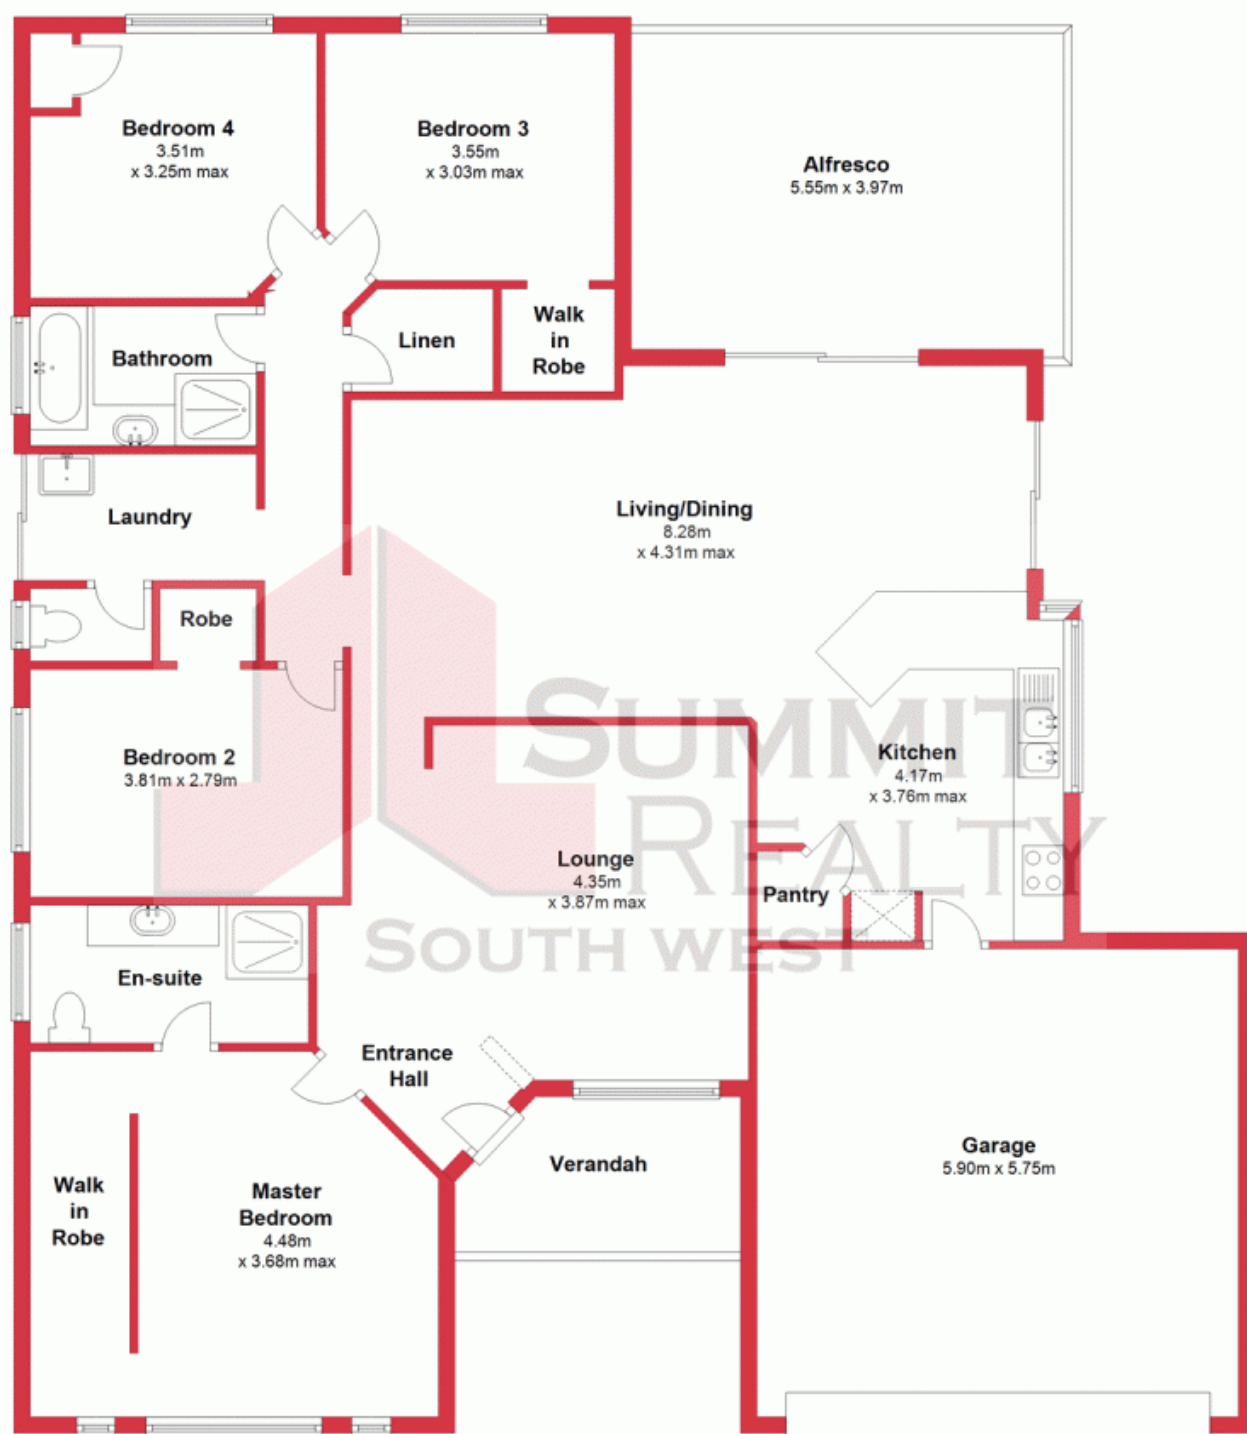 Bedroom 4
3.51m
x 3.25m max
Bedroom 3
3.55m
x 3.03m max
Alfresco
5.55m x 3.97m
Walk
in
Robe
Linen
Bathroom
Living/Dining
8.28m
x 4.31m max
Laundry
Robe
Bedroom 2
3.81m x 2.79m
SUMMIT
REALTY
SOUTH WEST
Kitchen
4.17m
x 3.76m max
Lounge
4.35m
x 3.87m max
Pantry
En-suite
Entrance
Hall
Verandah
Garage
5.90m x 5.75m
Walk
in
Robe
Master
Bedroom
4.48m
x 3.68m max